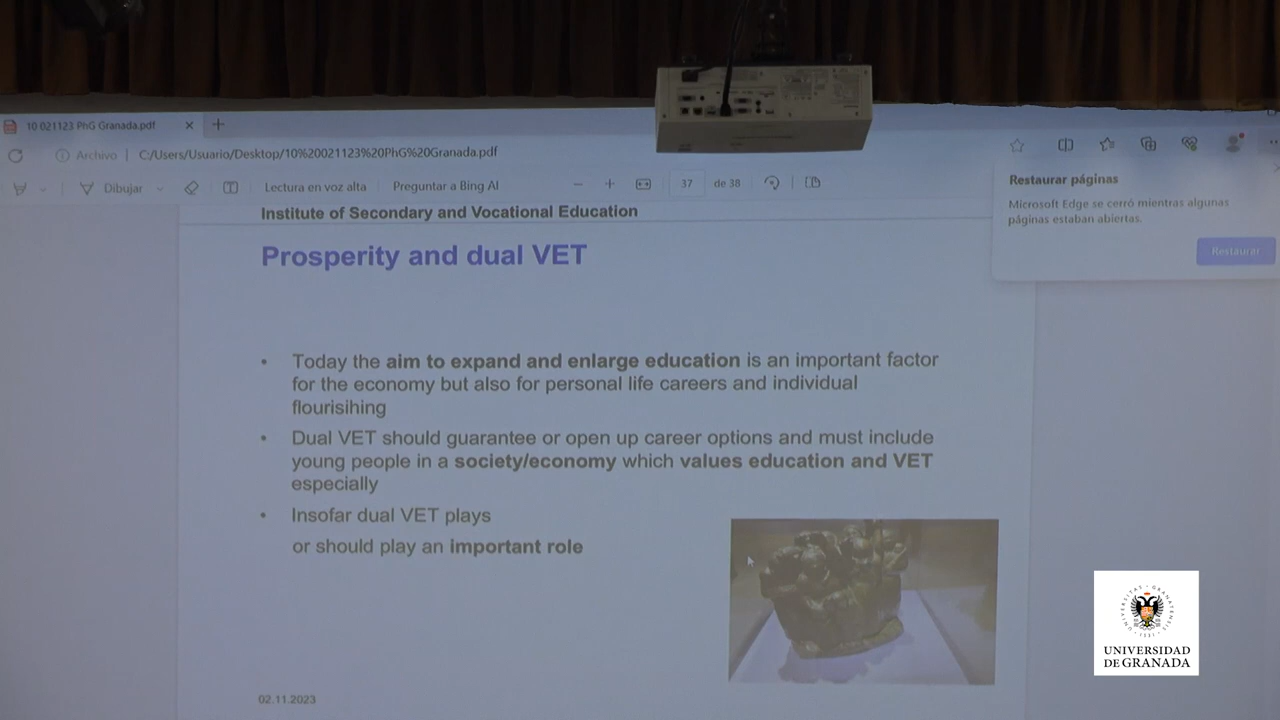 10 021123 PhG Granada.pdf
Archivo | C:/Users/Usuario/Desktop/10%20021123%20PhG%20Granada.pdf
Dibujar
Lectura en voz alta
Preguntar a Bing AI
37
de 38
Restaurar páginas
Microsoft Edge se cerró mientras algunas
páginas estaban abiertas.
Restaurar
Institute of Secondary and Vocational Education
Prosperity and dual VET
• Today the aim to expand and enlarge education is an important factor
for the economy but also for personal life careers and individual
flourisihing
• Dual VET should guarantee or open up career options and must include
young people in a society/economy which values education and VET
especially
• Insofar dual VET plays
or should play an important role
02.11.2023
UNIVERSITAS GRANATENSIS
1531
UNIVERSIDAD
DE GRANADA